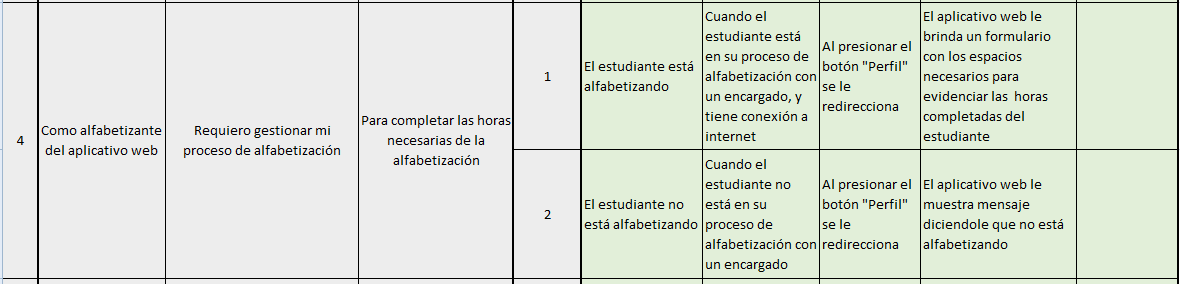 4
Como alfabetizante
del aplicativo web
Requiero gestionar mi
proceso de alfabetización
Para completar las horas
necesarias de la
alfabetización
1
El estudiante está
alfabetizando
Cuando el
estudiante está
en su proceso de
alfabetización con
un encargado, y
tiene conexión a
internet
Al presionar el
botón "Perfil"
se le
redirecciona
El aplicativo web le
brinda un formulario
con los espacios
necesarios para
evidenciar las  horas
completadas del
estudiante
2
El estudiante no
está alfabetizando
Cuando el
estudiante no
está en su
proceso de
alfabetización con
un encargado
Al presionar el
botón "Perfil"
se le
redirecciona
El aplicativo web le
muestra mensaje
diciendole que no está
alfabetizando